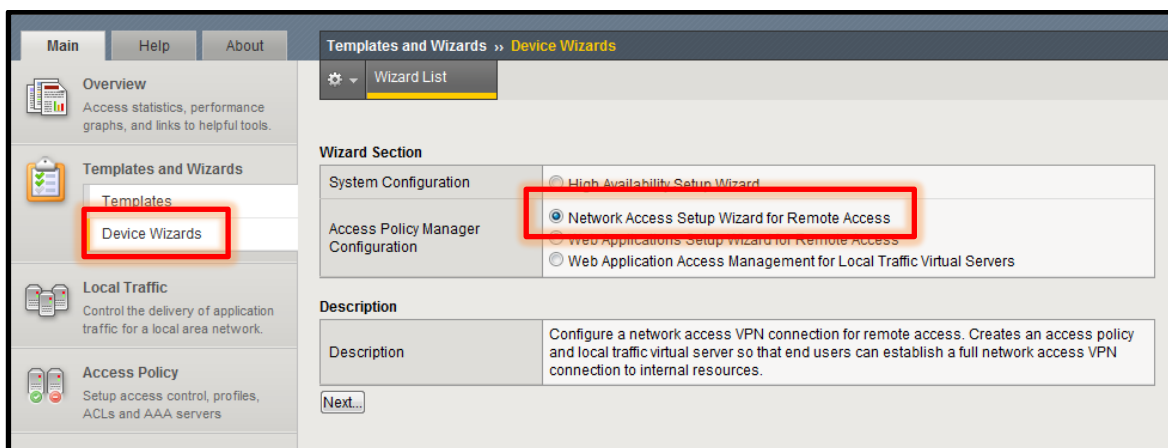 Main
Help
About
Overview
Access statistics, performance
graphs, and links to helpful tools.
Templates and Wizards
Templates
Device Wizards
Local Traffic
Control the delivery of application
traffic for a local area network.
Access Policy
Setup access control, profiles,
ACLs and AAA servers
Templates and Wizards ›› Device Wizards
Wizard List
Wizard Section
System Configuration
High Availability Setup Wizard
Access Policy Manager
Configuration
Network Access Setup Wizard for Remote Access
Web Applications Setup Wizard for Remote Access
Web Application Access Management for Local Traffic Virtual Servers
Description
Description
Configure a network access VPN connection for remote access. Creates an access policy
and local traffic virtual server so that end users can establish a full network access VPN
connection to internal resources.
Next...